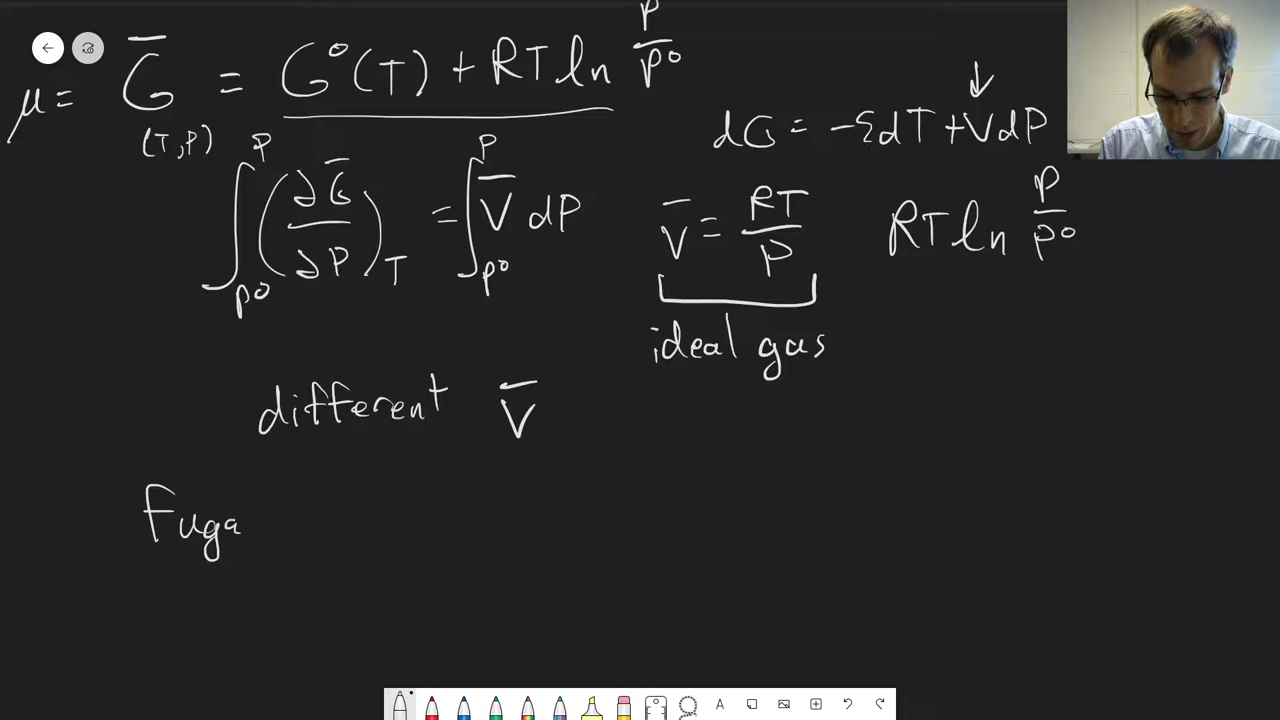 μ = G̅ = G°(T) + RT ln P/P°
(T, P)
dG = -SdT + VdP
∫_{P°}^{P} (∂G̅/∂P)_T = ∫_{P°}^{P} V̅ dP
V̅ = RT/P
RT ln P/P°
ideal gas
different V̅
Fuga
A